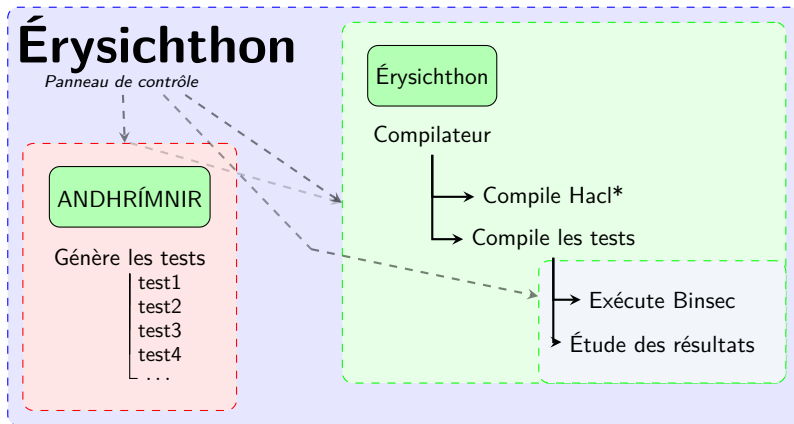 Érysichthon
Panneau de contrôle
ANDHRÍMNIR
Génère les tests
test1
test2
test3
test4
...
Érysichthon
Compilateur
Compile Hacl*
Compile les tests
Exécute Binsec
Étude des résultats